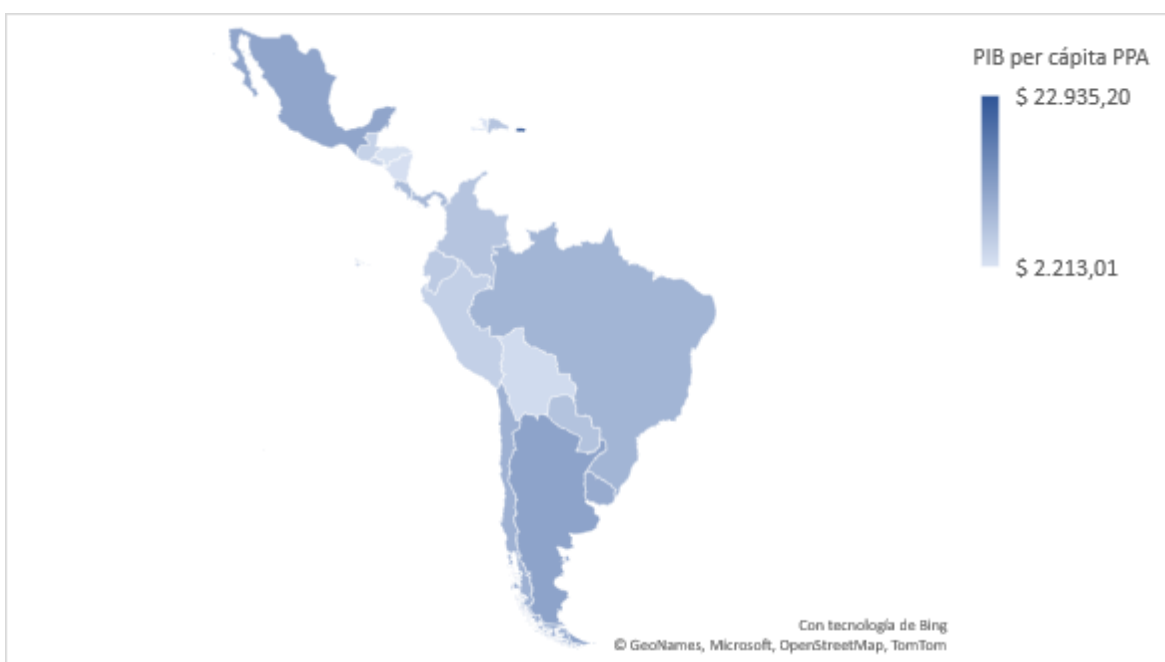 PIB per cápita PPA
$ 22.935,20
$ 2.213,01
Con tecnología de Bing
© GeoNames, Microsoft, OpenStreetMap, TomTom